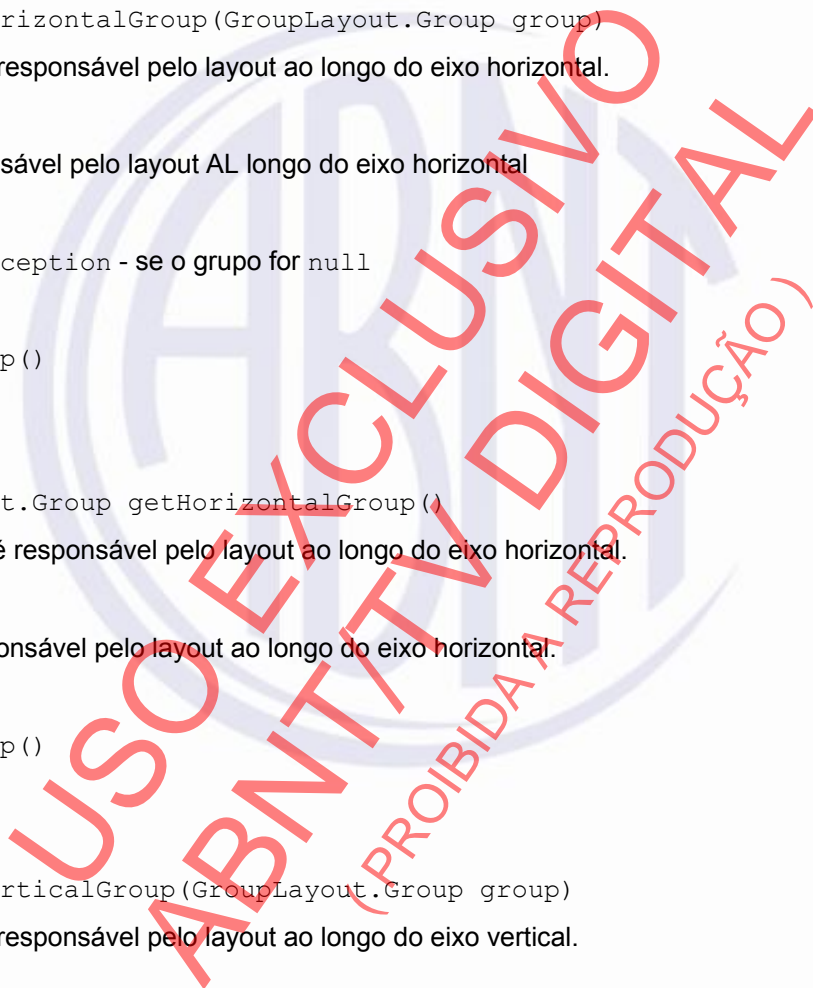 rizontalGroup(GroupLayout.Group group)
responsável pelo layout ao longo do eixo horizontal.
sável pelo layout AL longo do eixo horizontal
ception - se o grupo for null
p()
t.Group getHorizontalGroup()
é responsável pelo layout ao longo do eixo horizontal.
onsável pelo layout ao longo do eixo horizontal.
p()
rticalGroup(GroupLayout.Group group)
responsável pelo layout ao longo do eixo vertical.
USO EXCLUSIVO
ABNT/TV DIGITAL
( PROIBIDA A REPRODUÇÃO )
ABNT